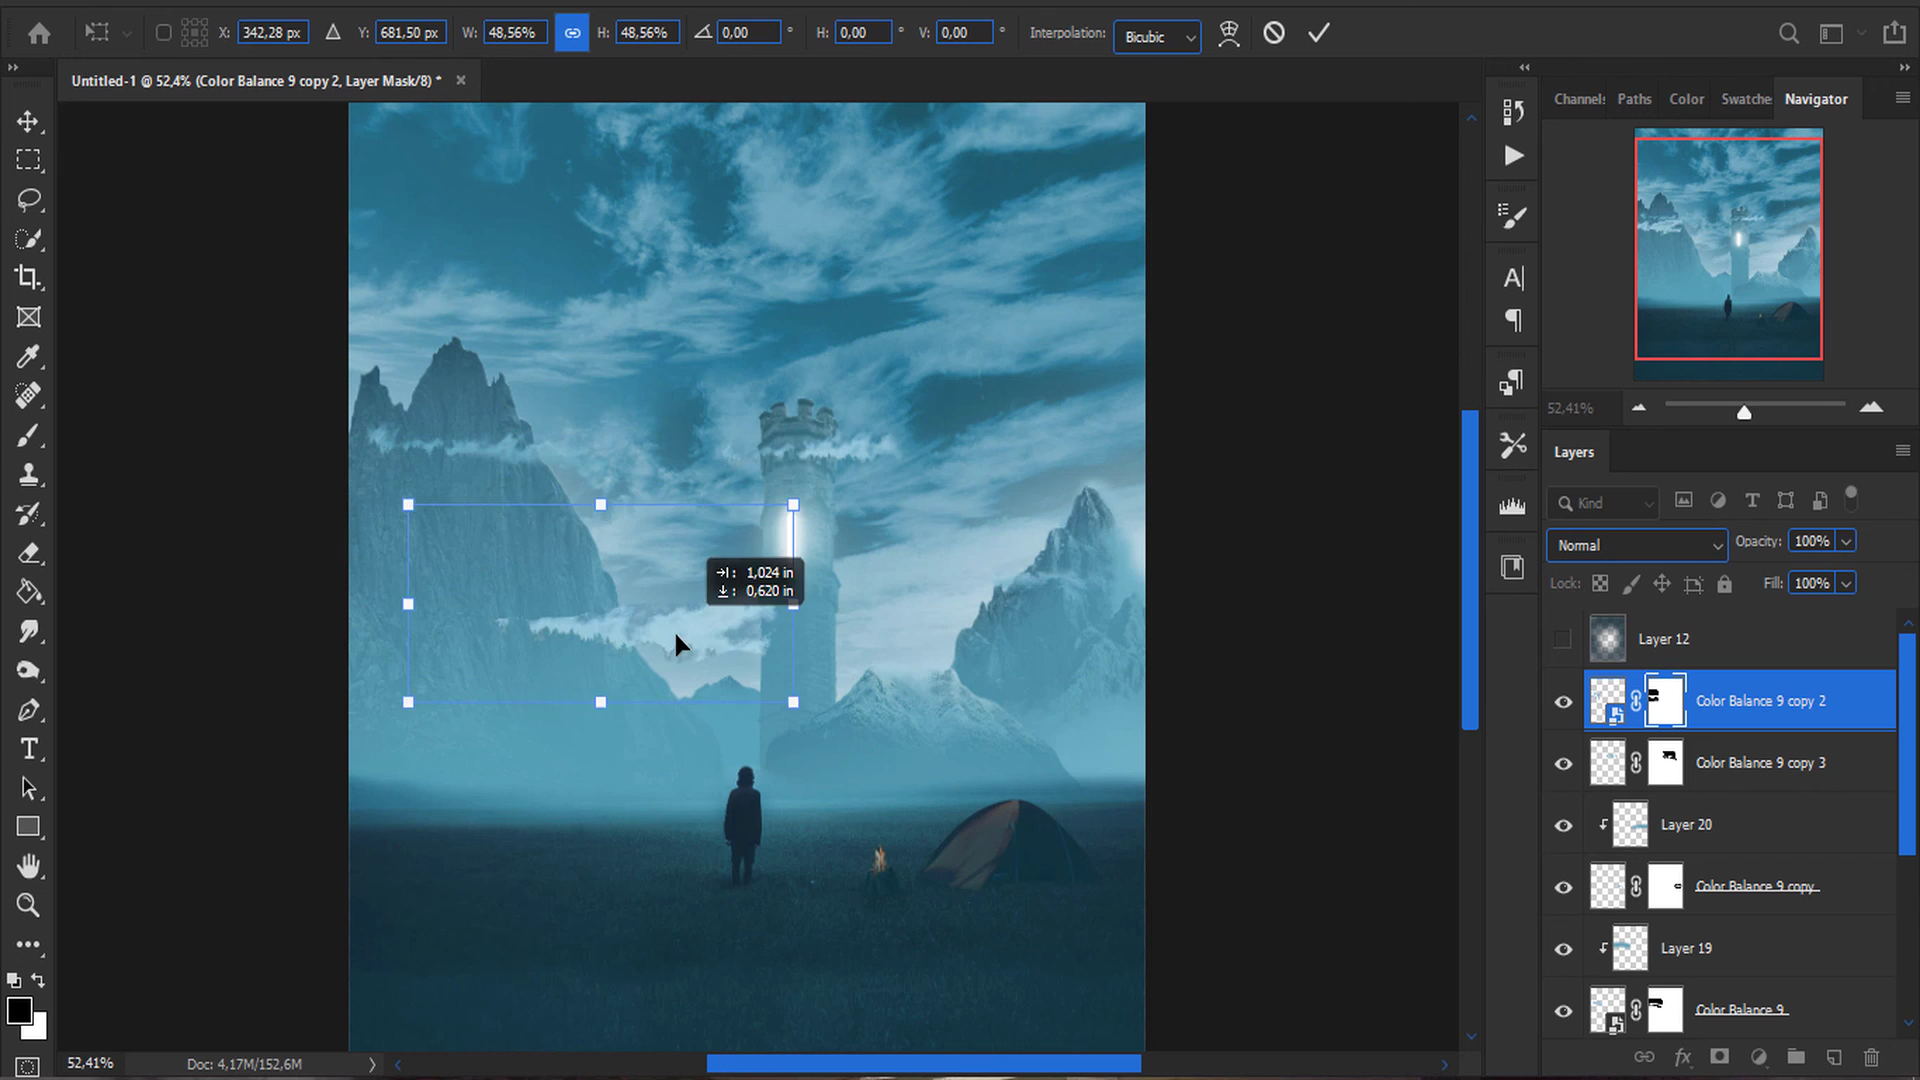 X: 342,28 px Y: 681,50 px W: 48,56% H: 48,56% 0,00 ° H: 0,00 ° V: 0,00 ° Interpolation: Bicubic
Untitled-1 @ 52,4% (Color Balance 9 copy 2, Layer Mask/8) * ×
Channel: Paths Color Swatche Navigator
52,41%
Layers
Kind
Normal Opacity: 100%
Lock: Fill: 100%
: 1,024 in
: 0,620 in
Layer 12
Color Balance 9 copy 2
Color Balance 9 copy 3
Layer 20
Color Balance 9 copy
Layer 19
Color Balance 9
52,41% Doc: 4,17M/152,6M